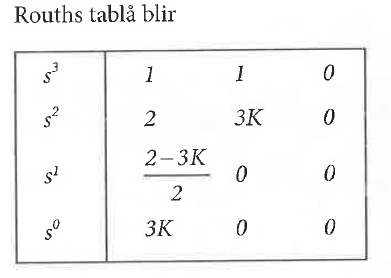 Rouths tablå blir
s³ 1 1 0
s² 2 3K 0
s¹ (2–3K)/2 0 0
s⁰ 3K 0 0